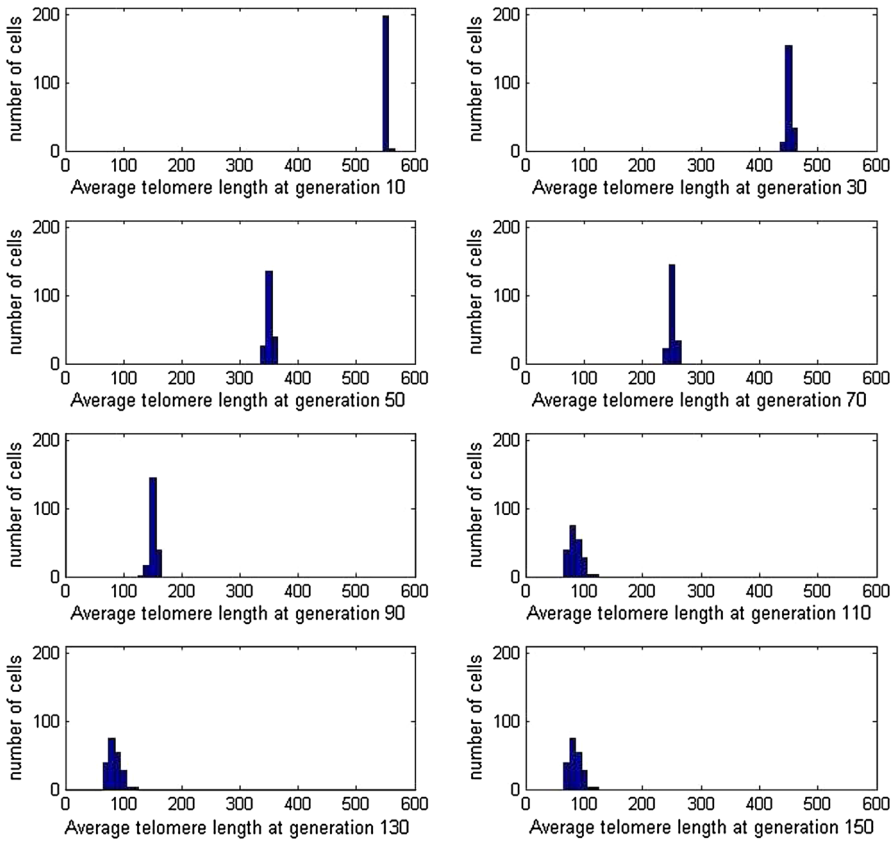 number of cells
200
100
0
0 100 200 300 400 500 600
Average telomere length at generation 10
number of cells
200
100
0
0 100 200 300 400 500 600
Average telomere length at generation 30
number of cells
200
100
0
0 100 200 300 400 500 600
Average telomere length at generation 50
number of cells
200
100
0
0 100 200 300 400 500 600
Average telomere length at generation 70
number of cells
200
100
0
0 100 200 300 400 500 600
Average telomere length at generation 90
number of cells
200
100
0
0 100 200 300 400 500 600
Average telomere length at generation 110
number of cells
200
100
0
0 100 200 300 400 500 600
Average telomere length at generation 130
number of cells
200
100
0
0 100 200 300 400 500 600
Average telomere length at generation 150